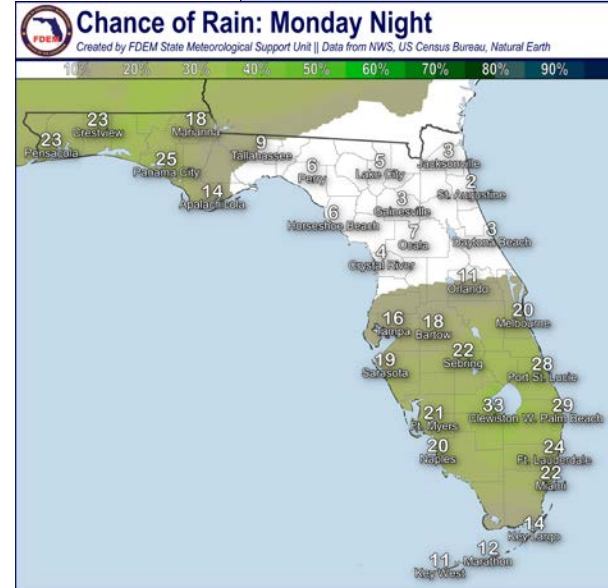 FDEM
Chance of Rain: Monday Night
Created by FDEM State Meteorological Support Unit || Data from NWS, US Census Bureau, Natural Earth
10% 20% 30% 40% 50% 60% 70% 80% 90%
23
Crestview
18
Marianna
23
Pensacola
9
Tallahassee
3
Jacksonville
25
Panama City
6
Perry
5
Lake City
2
St. Augustine
14
Apalachicola
3
Gainesville
6
Horseshoe Beach
7
Ocala
3
Daytona Beach
4
Crystal River
11
Orlando
16
Tampa
18
Bartow
20
Melbourne
19
Sarasota
22
Sebring
28
Port St. Lucie
21
Ft. Myers
33
Clewiston
29
W. Palm Beach
20
Naples
24
Ft. Lauderdale
22
Miami
14
Key Largo
12
Marathon
11
Key West